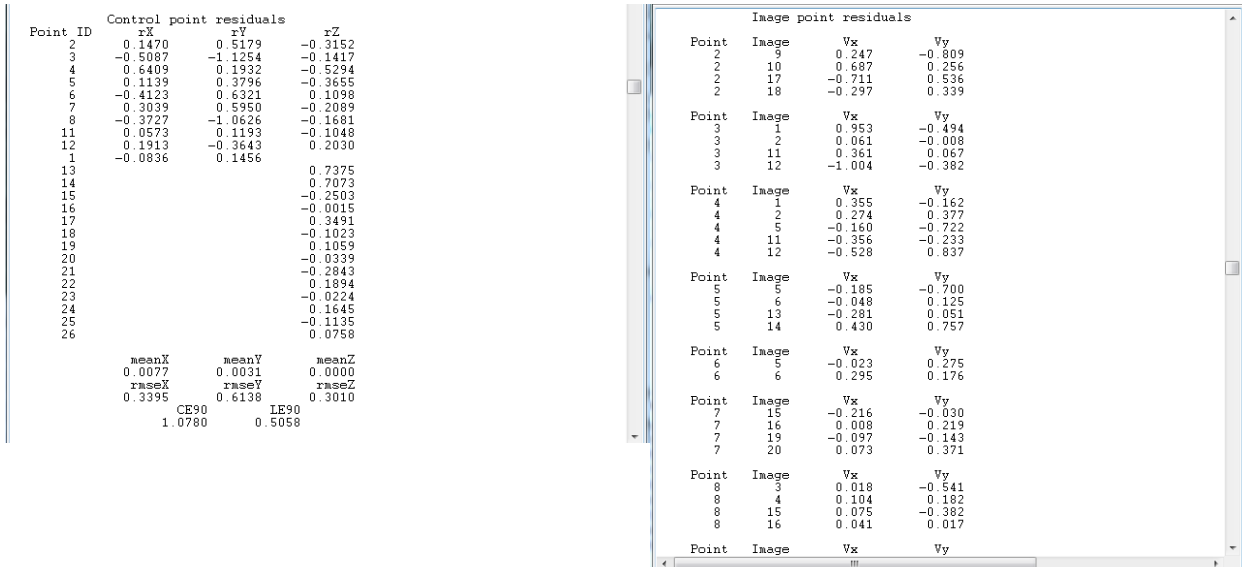 Control point residuals
Point ID rX rY rZ
2 0.1470 0.5179 -0.3152
3 -0.5087 -1.1254 -0.1417
4 0.6409 0.1932 -0.5294
5 0.1139 0.3796 -0.3655
6 -0.4123 0.6321 0.1098
7 0.3039 0.5950 -0.2089
8 -0.3727 -1.0626 -0.1681
11 0.0573 0.1193 -0.1048
12 0.1913 -0.3643 0.2030
1 -0.0836 0.1456
13 0.7375
14 0.7073
15 -0.2503
16 -0.0015
17 0.3491
18 -0.1023
19 0.1059
20 -0.0339
21 -0.2843
22 0.1894
23 -0.0224
24 0.1645
25 -0.1135
26 0.0758
meanX meanY meanZ
0.0077 0.0031 0.0000
rmseX rmseY rmseZ
0.3395 0.6138 0.3010
CE90 LE90
1.0780 0.5058
Image point residuals
Point Image Vx Vy
2 9 0.247 -0.809
2 10 0.687 0.256
2 17 -0.711 0.536
2 18 -0.297 0.339
Point Image Vx Vy
3 1 0.953 -0.494
3 2 0.061 -0.008
3 11 0.361 0.067
3 12 -1.004 -0.382
Point Image Vx Vy
4 1 0.355 -0.162
4 2 0.274 0.377
4 5 -0.160 -0.722
4 11 -0.356 -0.233
4 12 -0.528 0.837
Point Image Vx Vy
5 5 -0.185 -0.700
5 6 -0.048 0.125
5 13 -0.281 0.051
5 14 0.430 0.757
Point Image Vx Vy
6 5 -0.023 0.275
6 6 0.295 0.176
Point Image Vx Vy
7 15 -0.216 -0.030
7 16 0.008 0.219
7 19 -0.097 -0.143
7 20 0.073 0.371
Point Image Vx Vy
8 3 0.018 -0.541
8 4 0.104 0.182
8 15 0.075 -0.382
8 16 0.041 0.017
Point Image Vx Vy